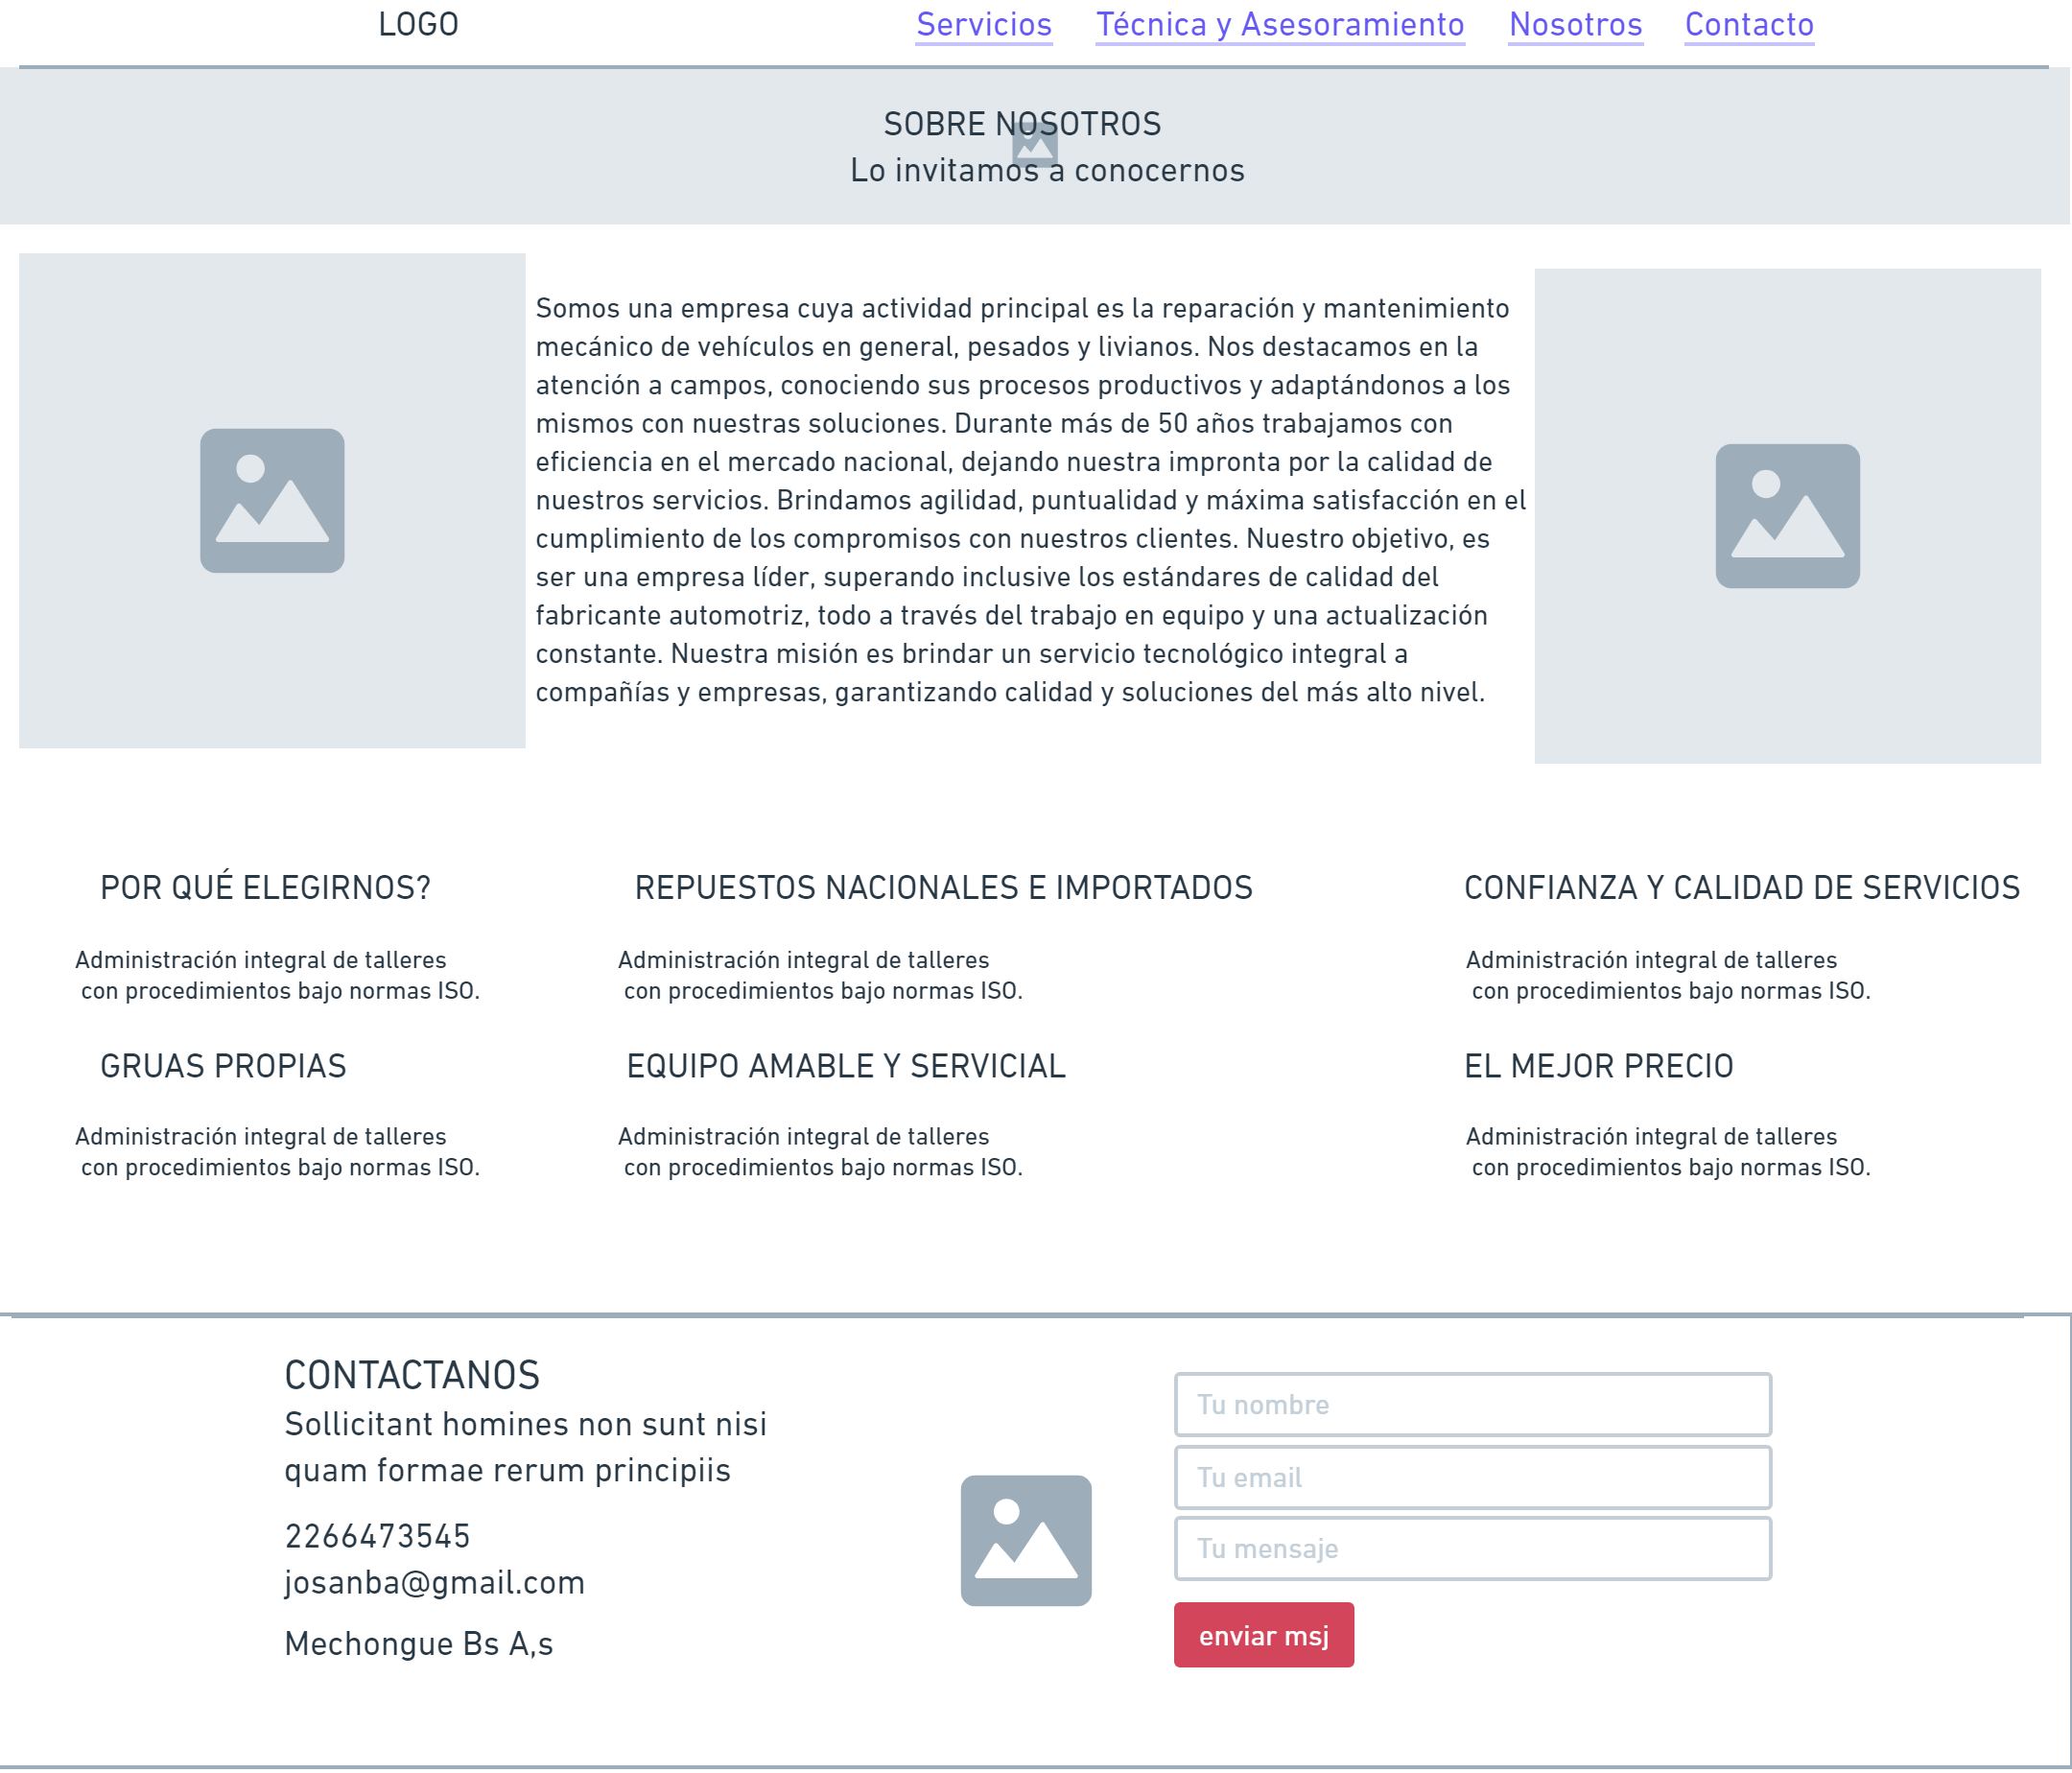 LOGO
Servicios
Técnica y Asesoramiento
Nosotros
Contacto
SOBRE NOSOTROS
Lo invitamos a conocernos
Somos una empresa cuya actividad principal es la reparación y mantenimiento
mecánico de vehículos en general, pesados y livianos. Nos destacamos en la
atención a campos, conociendo sus procesos productivos y adaptándonos a los
mismos con nuestras soluciones. Durante más de 50 años trabajamos con
eficiencia en el mercado nacional, dejando nuestra impronta por la calidad de
nuestros servicios. Brindamos agilidad, puntualidad y máxima satisfacción en el
cumplimiento de los compromisos con nuestros clientes. Nuestro objetivo, es
ser una empresa líder, superando inclusive los estándares de calidad del
fabricante automotriz, todo a través del trabajo en equipo y una actualización
constante. Nuestra misión es brindar un servicio tecnológico integral a
compañías y empresas, garantizando calidad y soluciones del más alto nivel.
POR QUÉ ELEGIRNOS?
Administración integral de talleres
con procedimientos bajo normas ISO.
REPUESTOS NACIONALES E IMPORTADOS
Administración integral de talleres
con procedimientos bajo normas ISO.
CONFIANZA Y CALIDAD DE SERVICIOS
Administración integral de talleres
con procedimientos bajo normas ISO.
GRUAS PROPIAS
Administración integral de talleres
con procedimientos bajo normas ISO.
EQUIPO AMABLE Y SERVICIAL
Administración integral de talleres
con procedimientos bajo normas ISO.
EL MEJOR PRECIO
Administración integral de talleres
con procedimientos bajo normas ISO.
CONTACTANOS
Sollicitant homines non sunt nisi
quam formae rerum principiis
2266473545
josanba@gmail.com
Mechongue Bs A,s
Tu nombre
Tu email
Tu mensaje
enviar msj